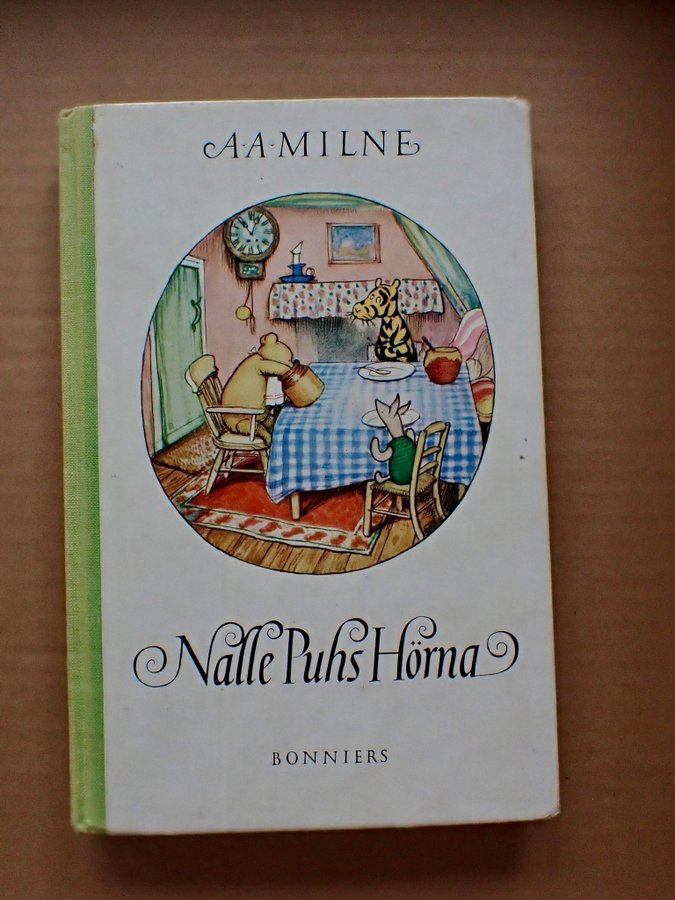 A·A·MILNE
Nalle Puhs Hörna
BONNIERS